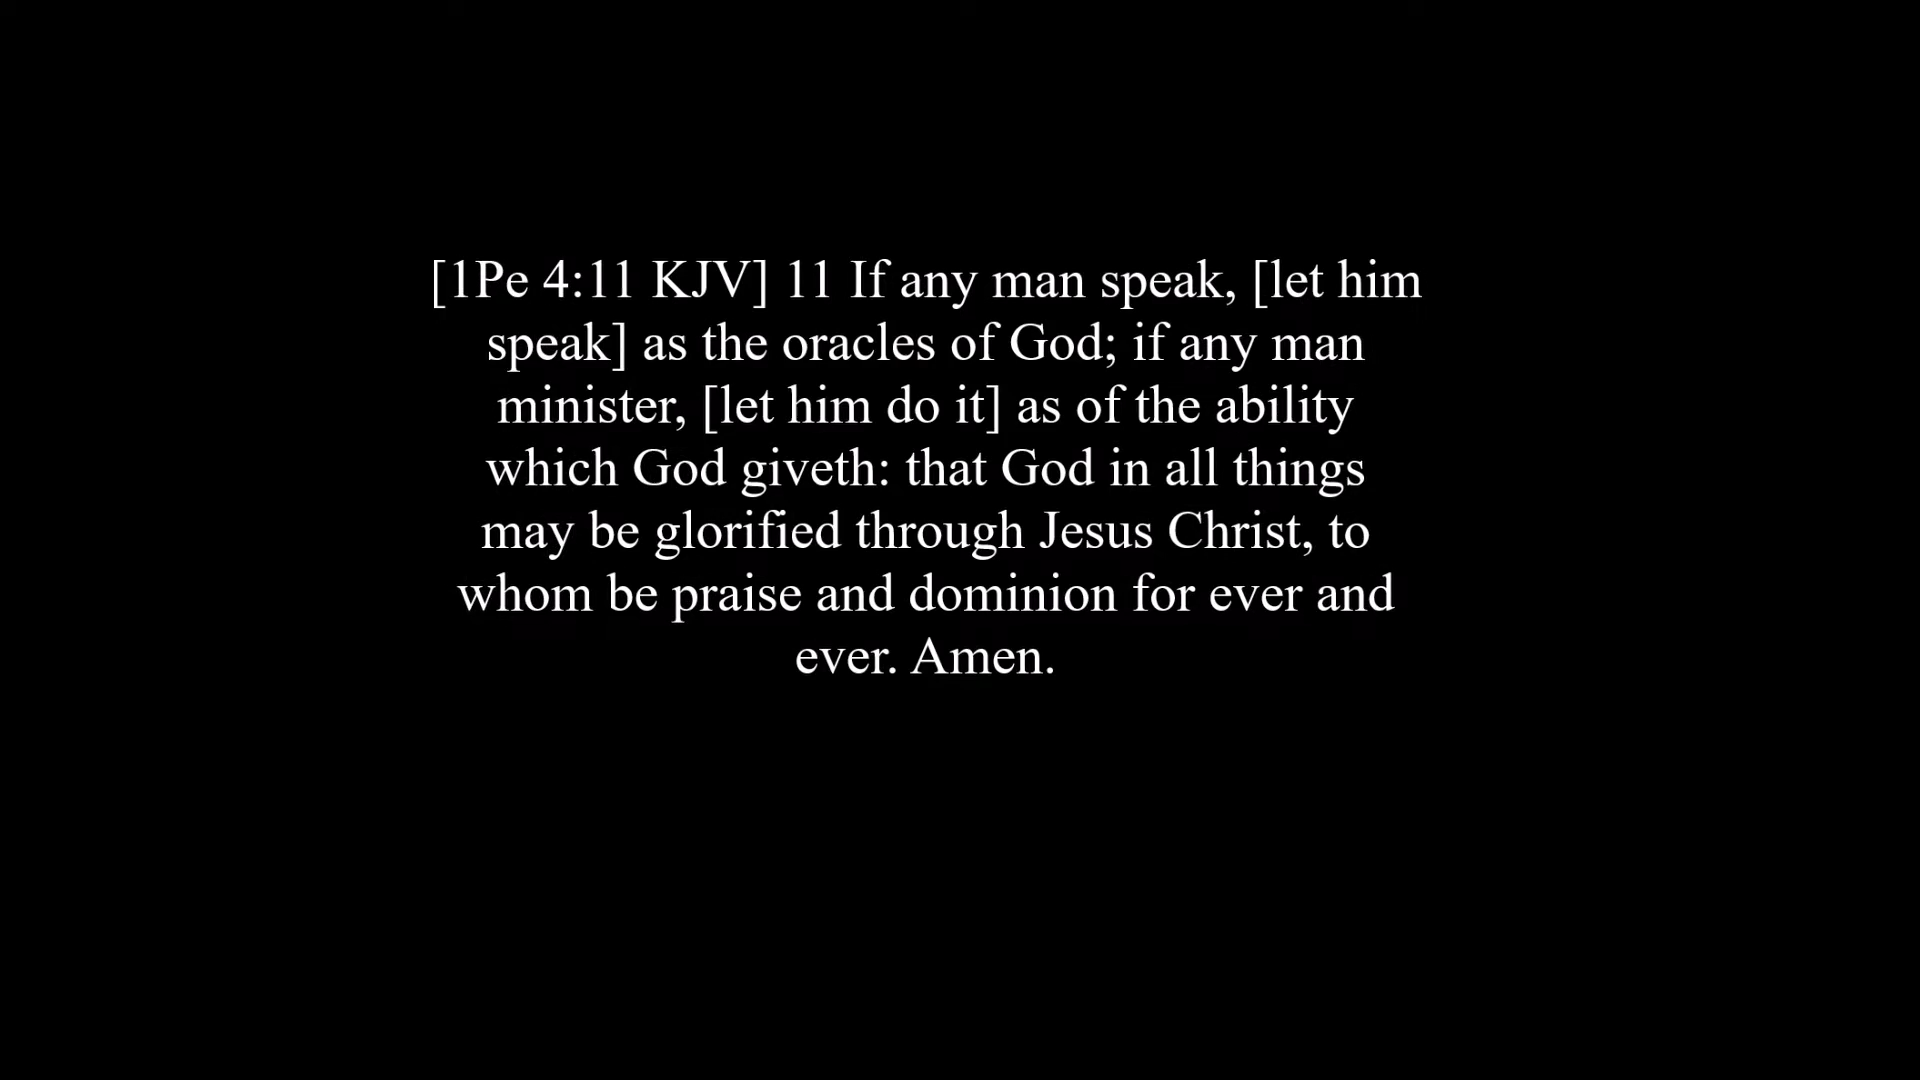 [1Pe 4:11 KJV] 11 If any man speak, [let him
speak] as the oracles of God; if any man
minister, [let him do it] as of the ability
which God giveth: that God in all things
may be glorified through Jesus Christ, to
whom be praise and dominion for ever and
ever. Amen.